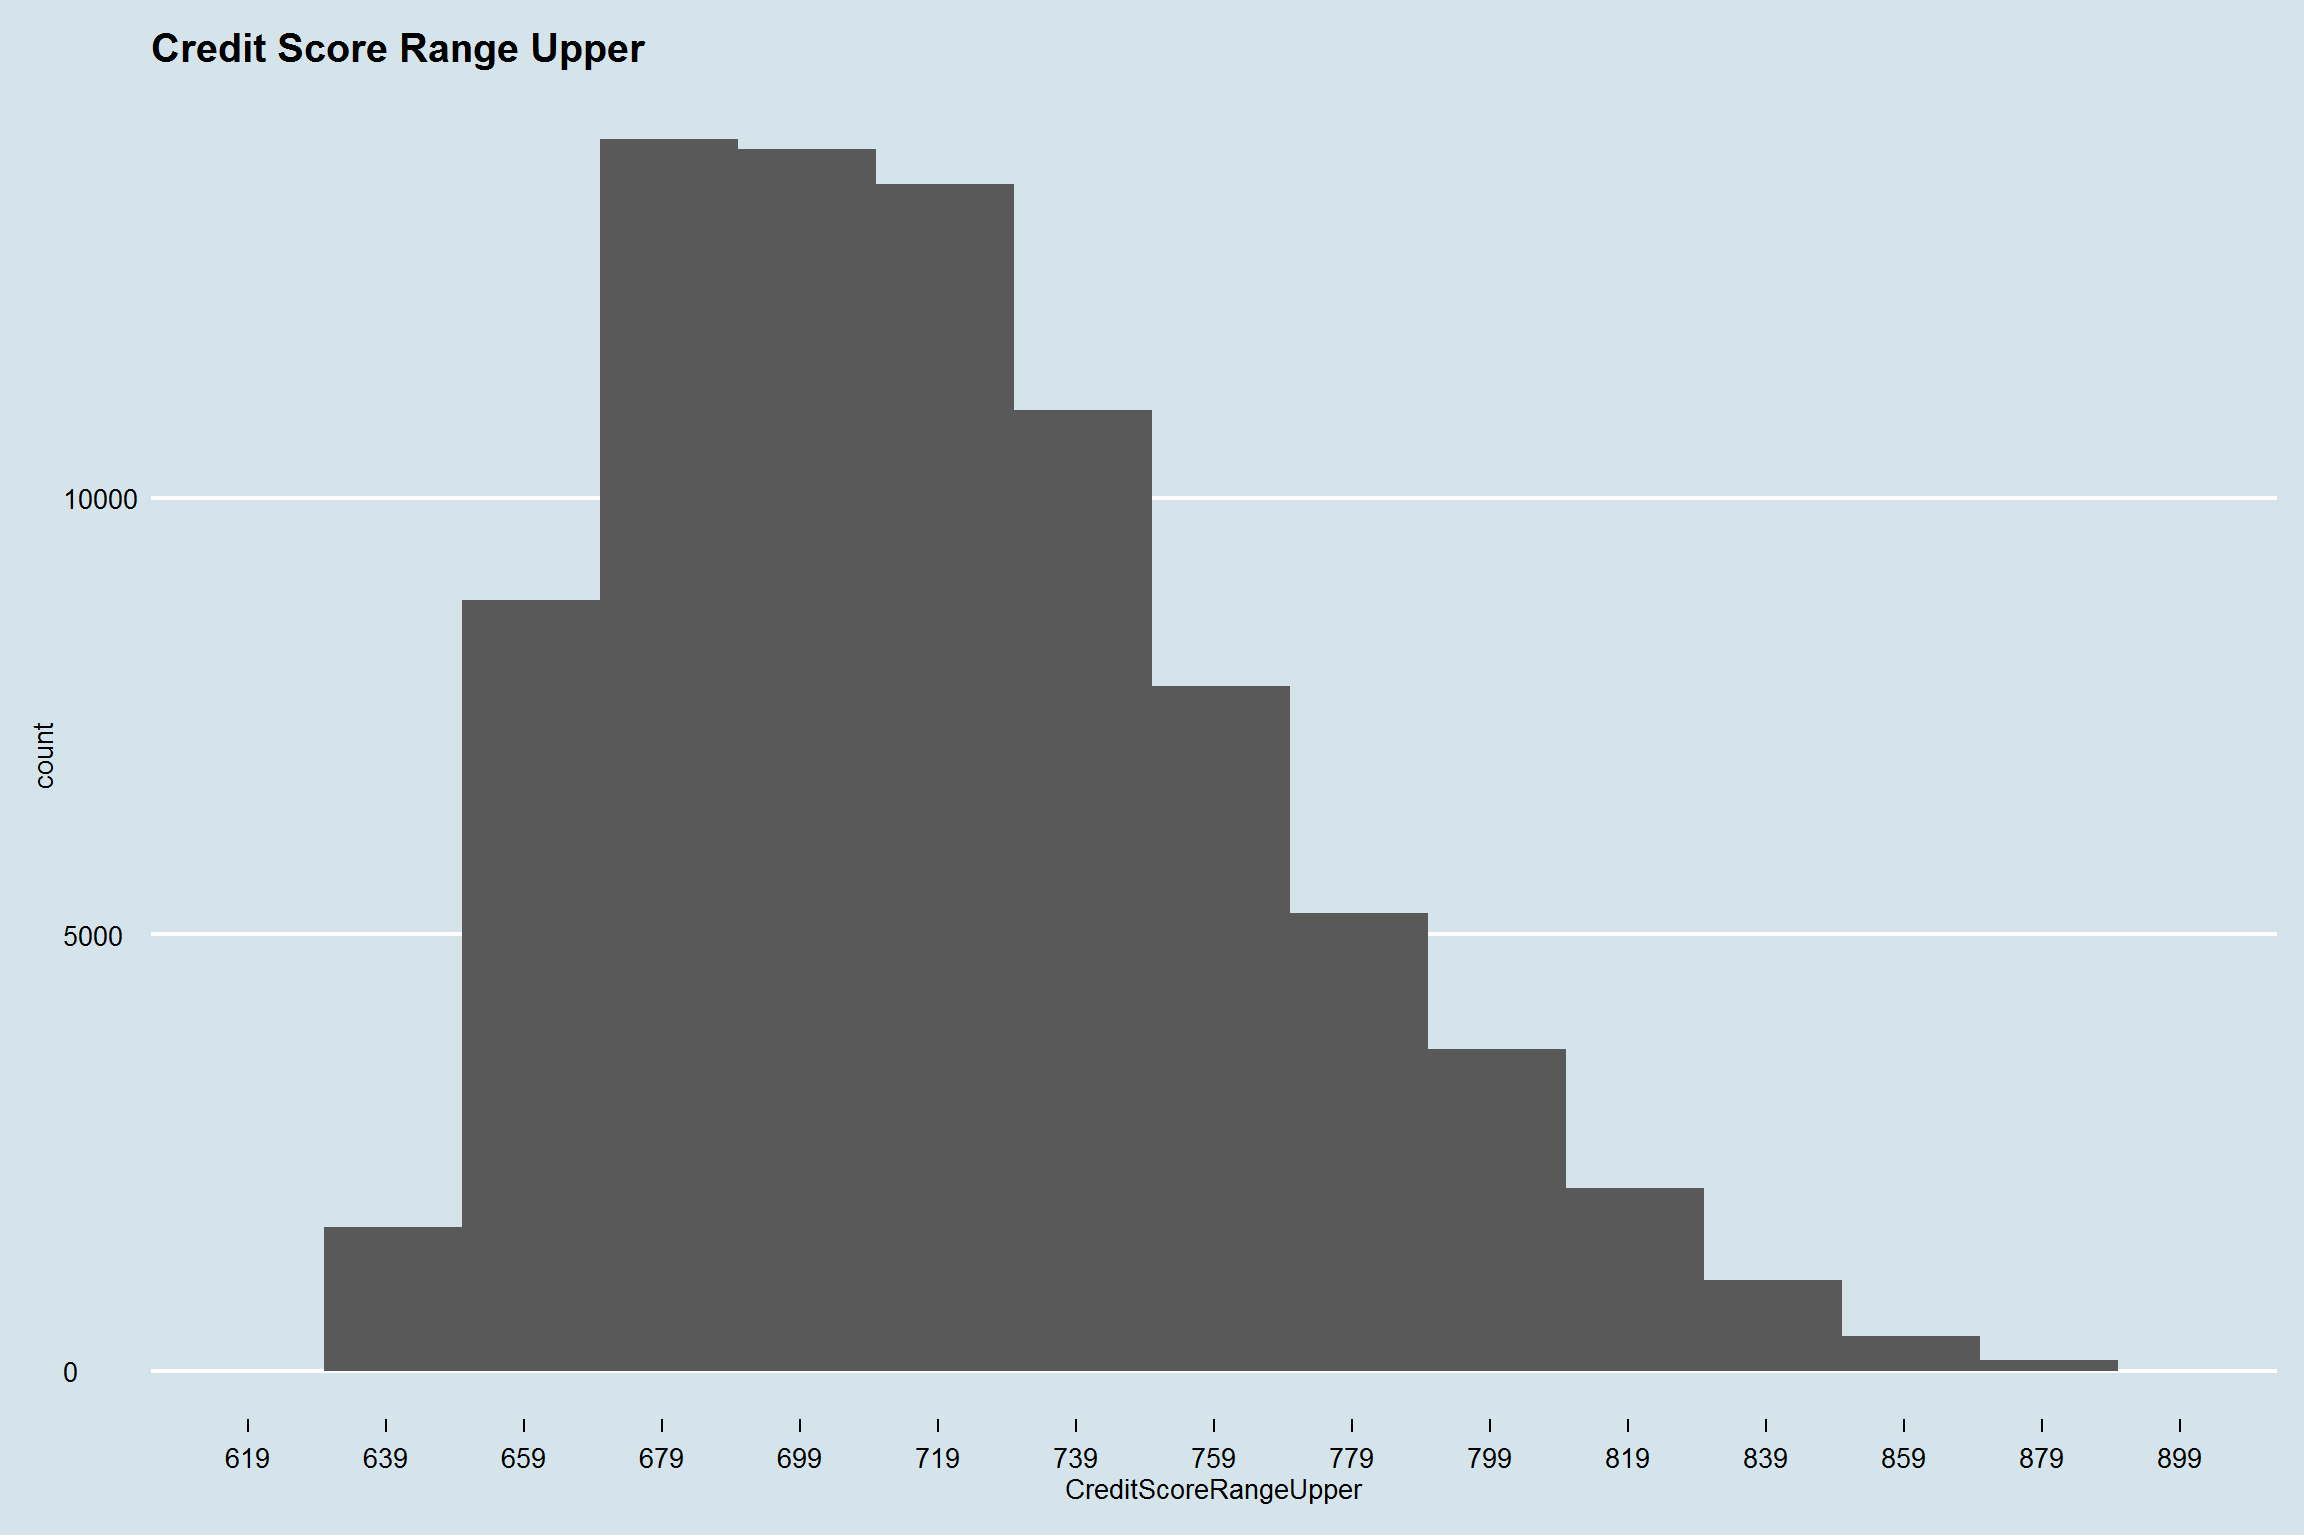 Credit Score Range Upper
10000
5000
0
count
619 639 659 679 699 719 739 759 779 799 819 839 859 879 899
CreditScoreRangeUpper